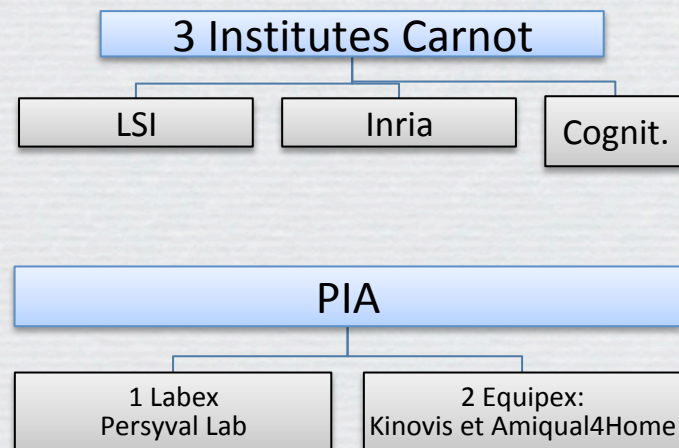 3 Institutes Carnot
LSI
Inria
Cognit.
PIA
1 Labex
Persyval Lab
2 Equipex:
Kinovis et Amiqual4Home